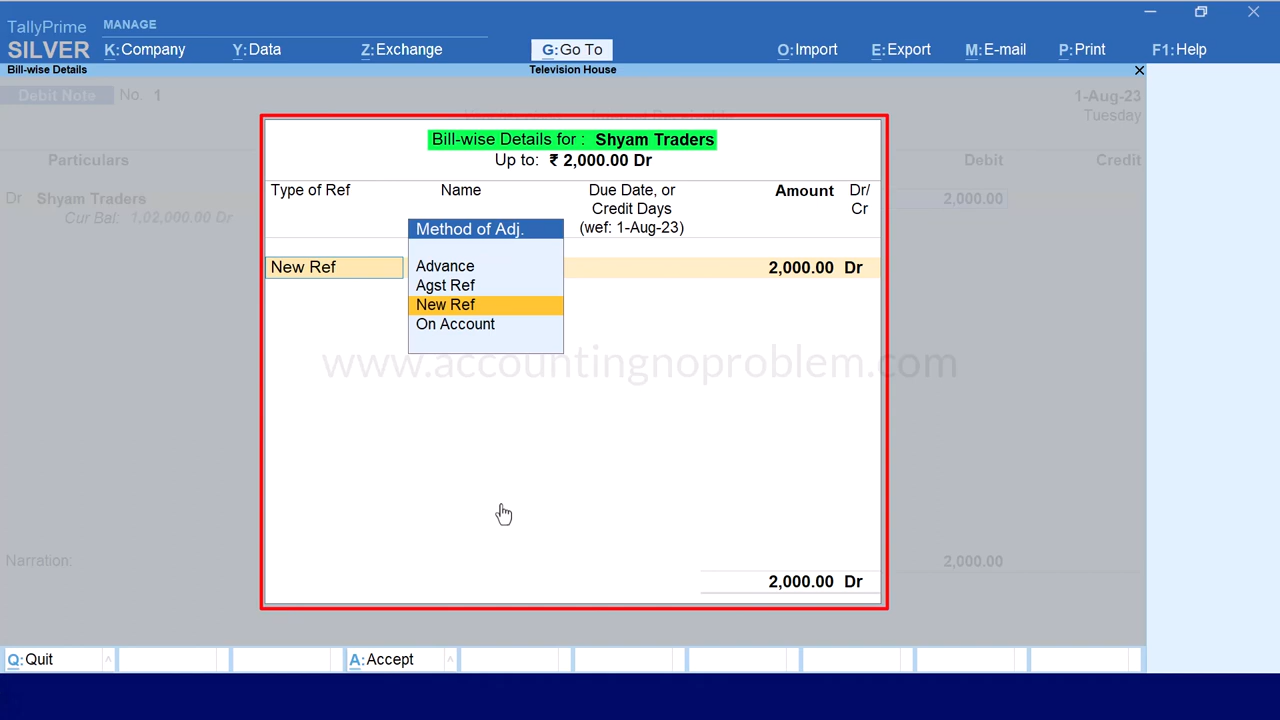 TallyPrime
MANAGE
SILVER
K:Company
Y:Data
Z:Exchange
G:Go To
O:Import
E:Export
M:E-mail
P:Print
F1:Help
Bill-wise Details
Television House
Debit Note No. 1
1-Aug-23
Tuesday
Particulars
Debit
Credit
Dr Shyam Traders
2,000.00
Cur Bal: 1,02,000.00 Dr
Bill-wise Details for : Shyam Traders
Up to: ₹ 2,000.00 Dr
Type of Ref
Name
Due Date, or
Credit Days
(wef: 1-Aug-23)
Amount
Dr/
Cr
Method of Adj.
New Ref
2,000.00 Dr
Advance
Agst Ref
New Ref
On Account
www.accountingnoproblem.com
Narration:
2,000.00
2,000.00 Dr
Q:Quit
A:Accept